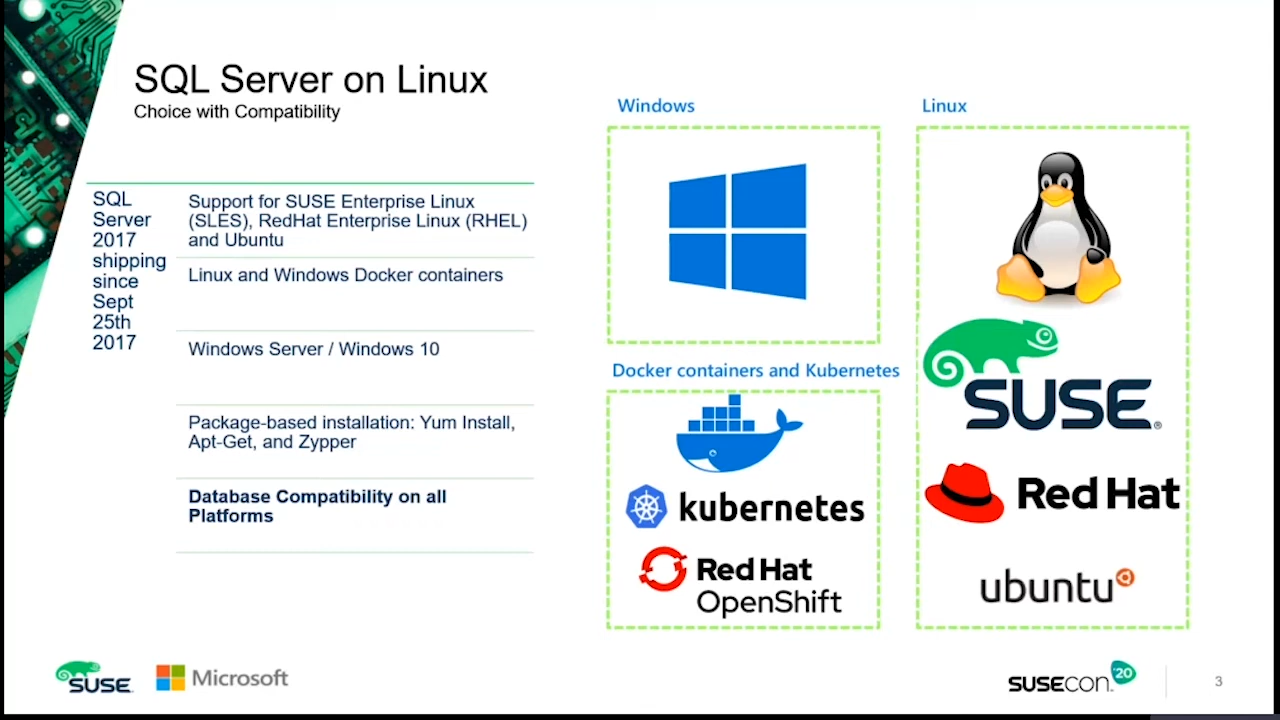 SQL Server on Linux
Choice with Compatibility
SQL
Server
2017
shipping
since
Sept
25th
2017
Support for SUSE Enterprise Linux
(SLES), RedHat Enterprise Linux (RHEL)
and Ubuntu
Linux and Windows Docker containers
Windows Server / Windows 10
Package-based installation: Yum Install,
Apt-Get, and Zypper
Database Compatibility on all
Platforms
Windows
Docker containers and Kubernetes
kubernetes
Red Hat
OpenShift
Linux
SUSE®
Red Hat
ubuntu
SUSE
Microsoft
SUSECON.
'20
3